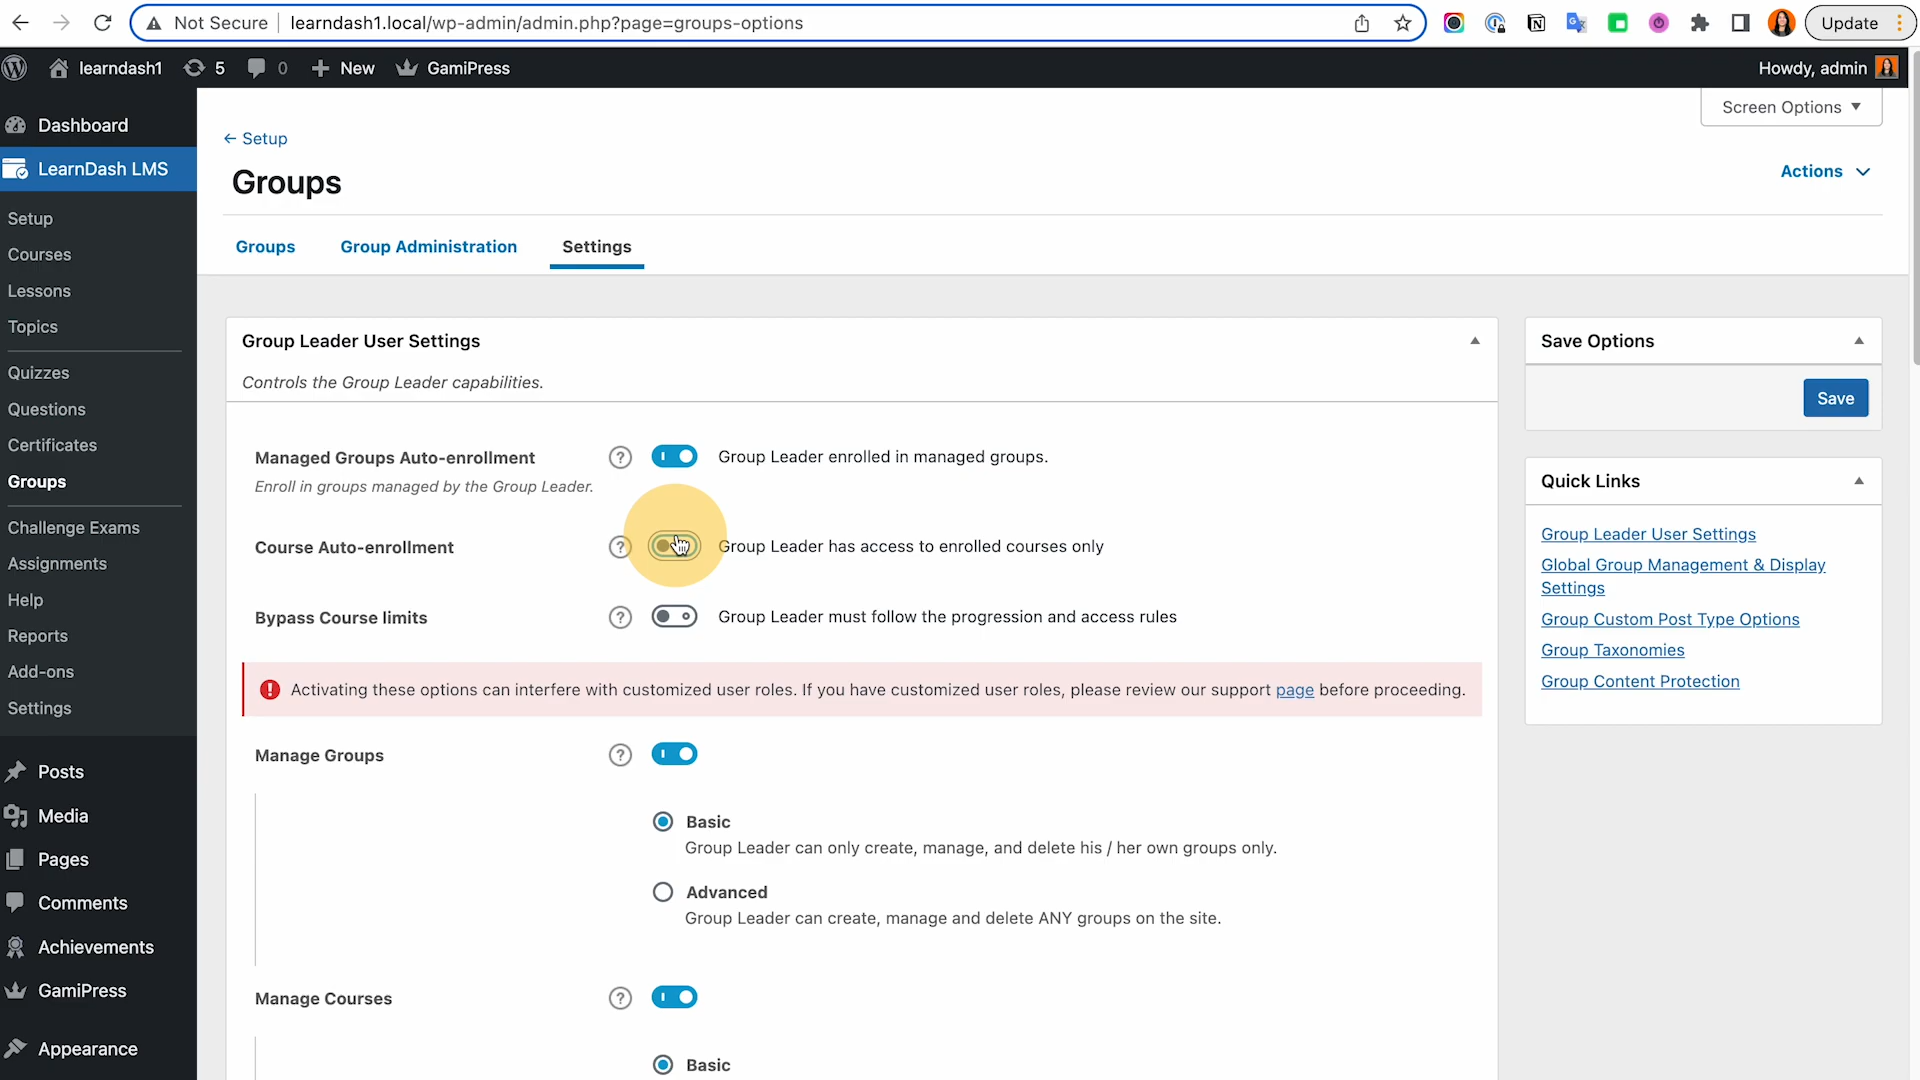 Not Secure
learndash1.local/wp-admin/admin.php?page=groups-options
Update
learndash1
5
0
New
GamiPress
Howdy, admin
Dashboard
LearnDash LMS
Setup
Courses
Lessons
Topics
Quizzes
Questions
Certificates
Groups
Challenge Exams
Assignments
Help
Reports
Add-ons
Settings
Posts
Media
Pages
Comments
Achievements
GamiPress
Appearance
Screen Options
← Setup
Groups
Actions
Groups
Group Administration
Settings
Group Leader User Settings
Controls the Group Leader capabilities.
Managed Groups Auto-enrollment
Enroll in groups managed by the Group Leader.
Group Leader enrolled in managed groups.
Course Auto-enrollment
Group Leader has access to enrolled courses only
Bypass Course limits
Group Leader must follow the progression and access rules
Activating these options can interfere with customized user roles. If you have customized user roles, please review our support page before proceeding.
Manage Groups
Basic
Group Leader can only create, manage, and delete his / her own groups only.
Advanced
Group Leader can create, manage and delete ANY groups on the site.
Manage Courses
Basic
Save Options
Save
Quick Links
Group Leader User Settings
Global Group Management & Display
Settings
Group Custom Post Type Options
Group Taxonomies
Group Content Protection